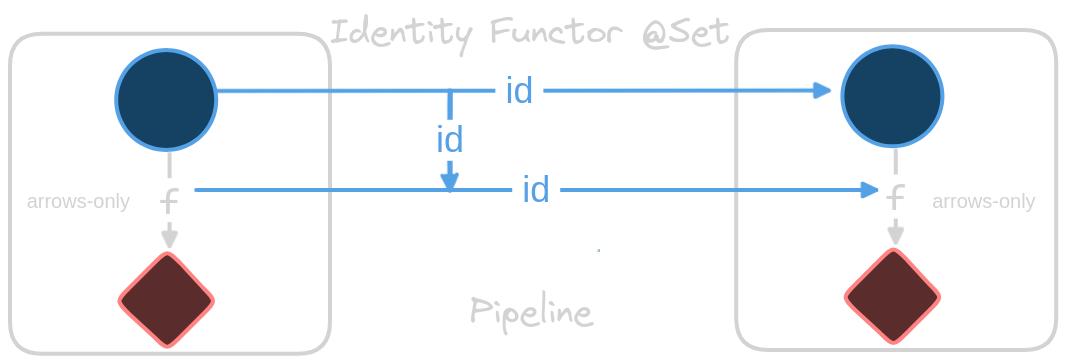 Identity Functor @Set
id
id
arrows-only f id f arrows-only
Pipeline